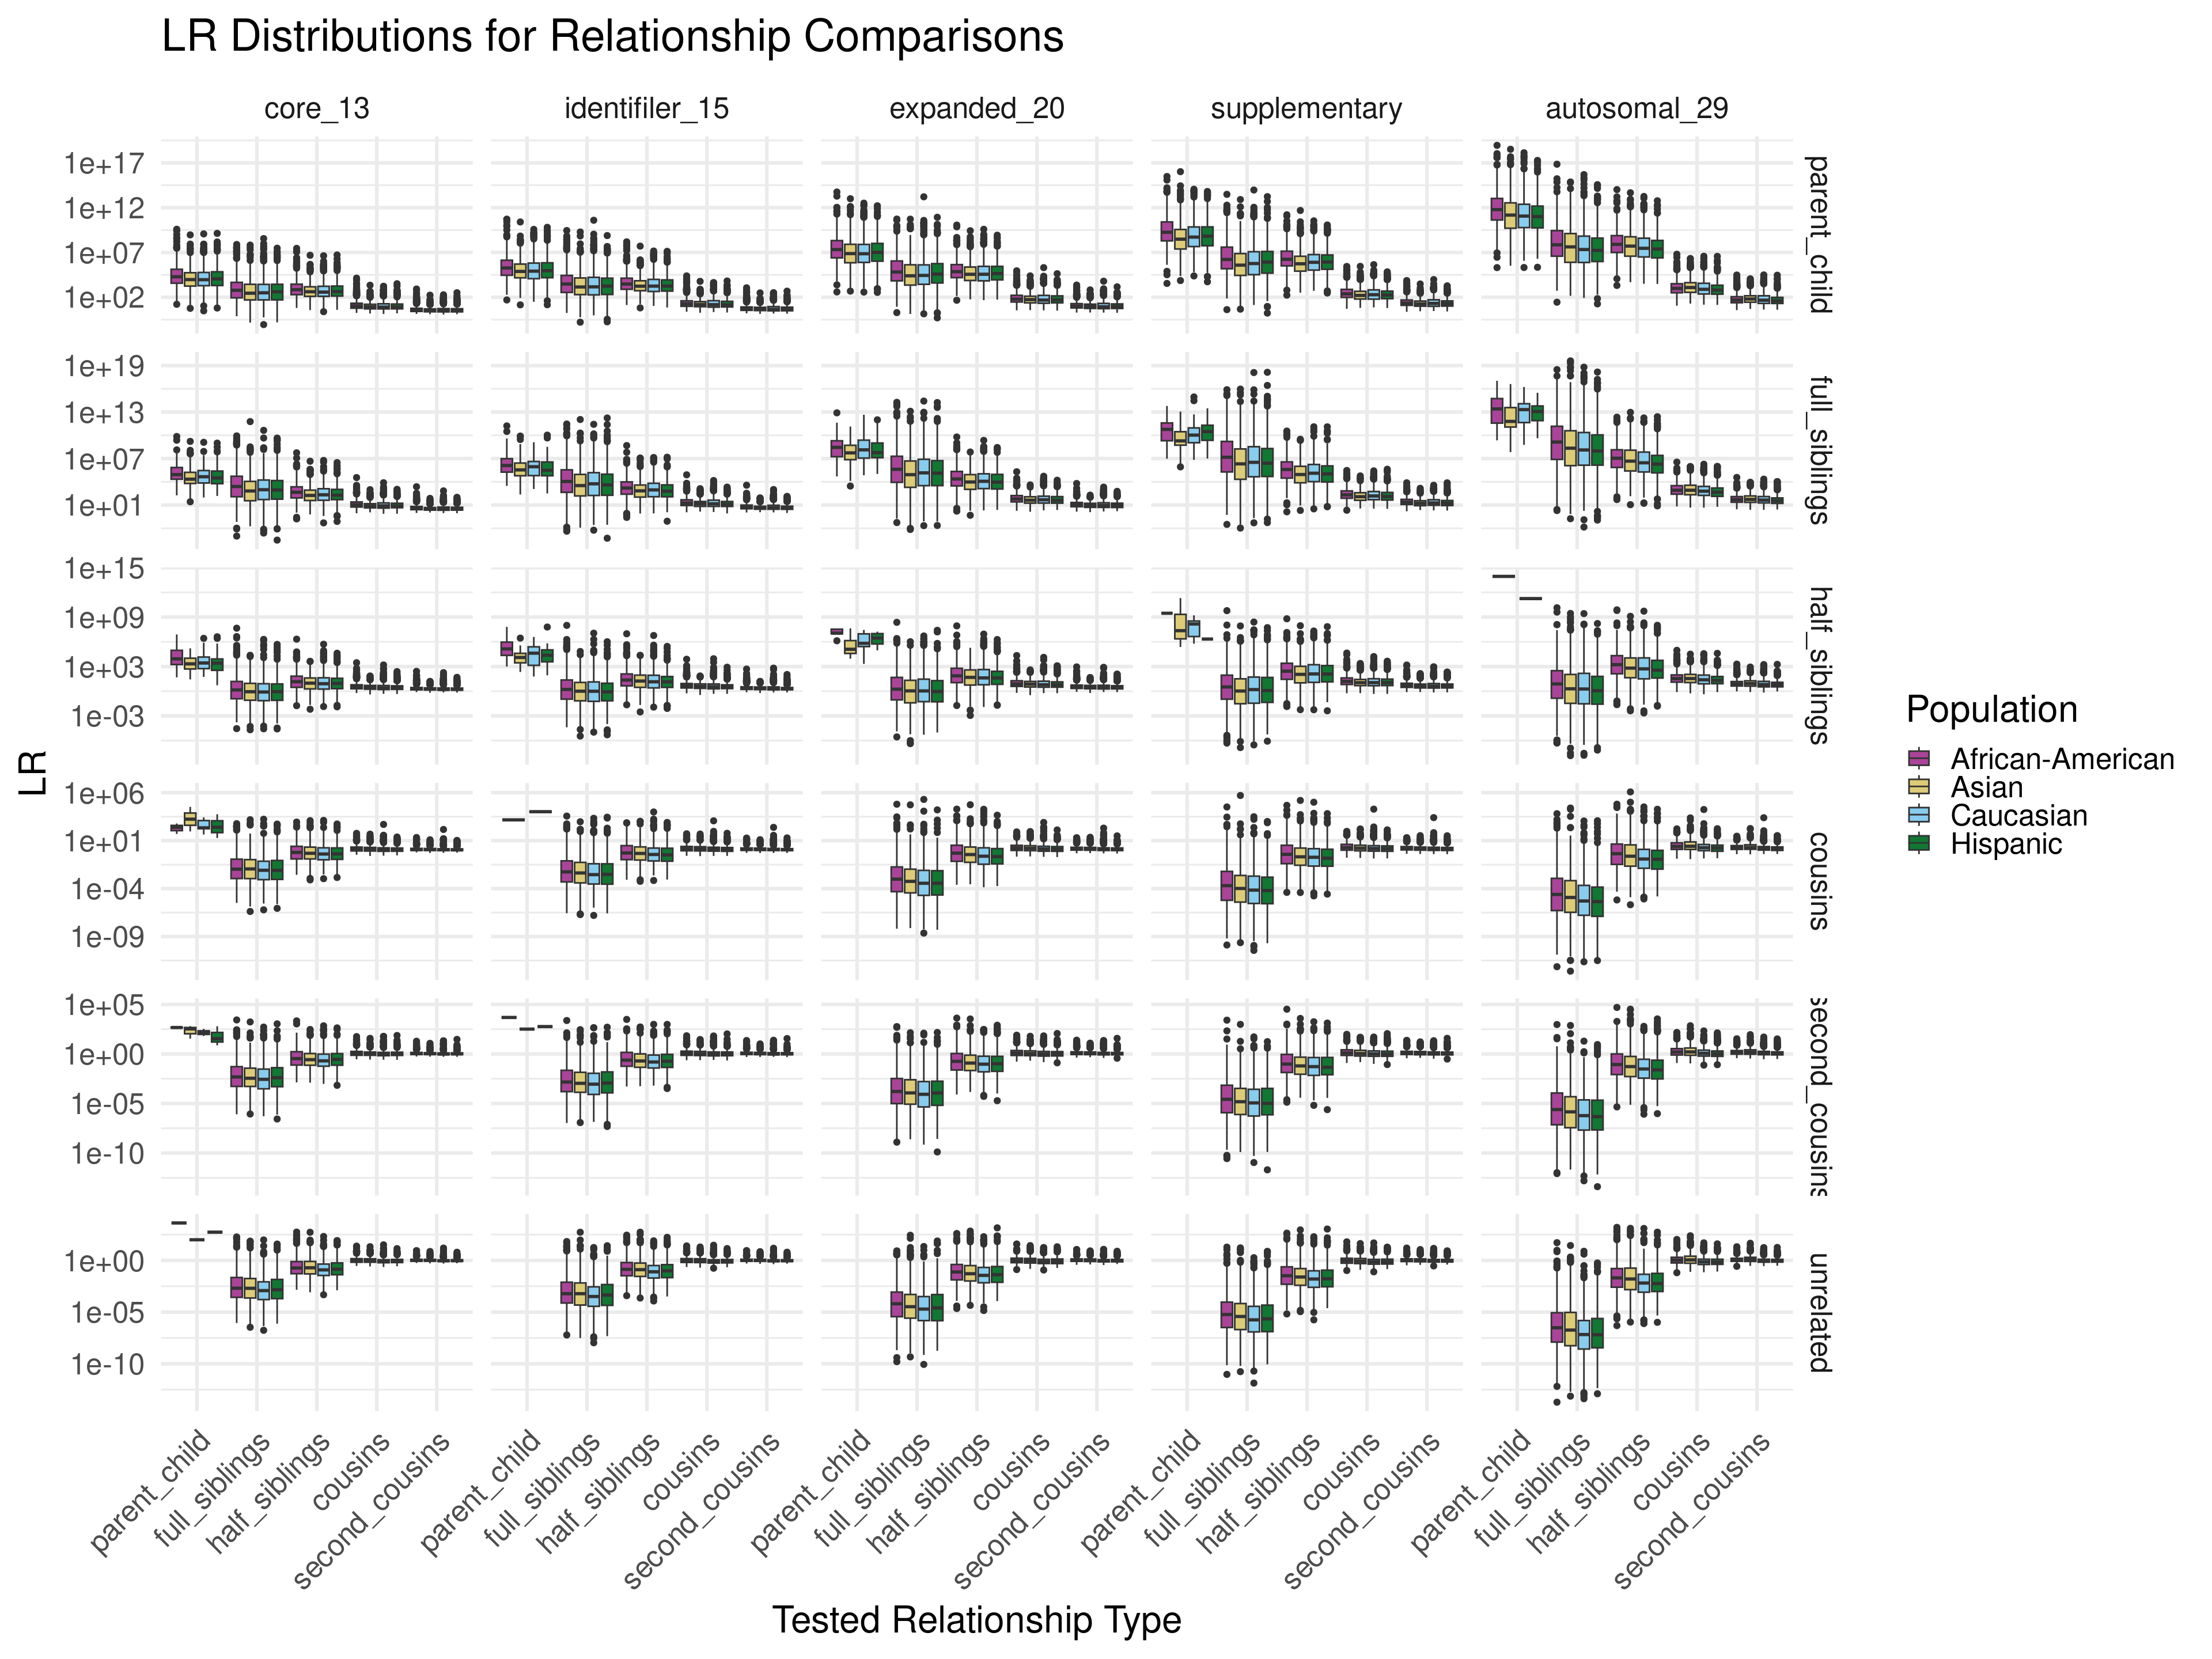 LR Distributions for Relationship Comparisons
core_13
identifiler_15
expanded_20
supplementary
autosomal_29
1e+17
1e+12
1e+07
1e+02
parent_child
1e+19
1e+13
1e+07
1e+01
full_siblings
1e+15
1e+09
1e+03
1e-03
half_siblings
1e+06
1e+01
1e-04
1e-09
cousins
1e+05
1e+00
1e-05
1e-10
second_cousins
1e+00
1e-05
1e-10
unrelated
LR
parent_child
full_siblings
half_siblings
cousins
second_cousins
parent_child
full_siblings
half_siblings
cousins
second_cousins
parent_child
full_siblings
half_siblings
cousins
second_cousins
parent_child
full_siblings
half_siblings
cousins
second_cousins
parent_child
full_siblings
half_siblings
cousins
second_cousins
Tested Relationship Type
Population
African-American
Asian
Caucasian
Hispanic